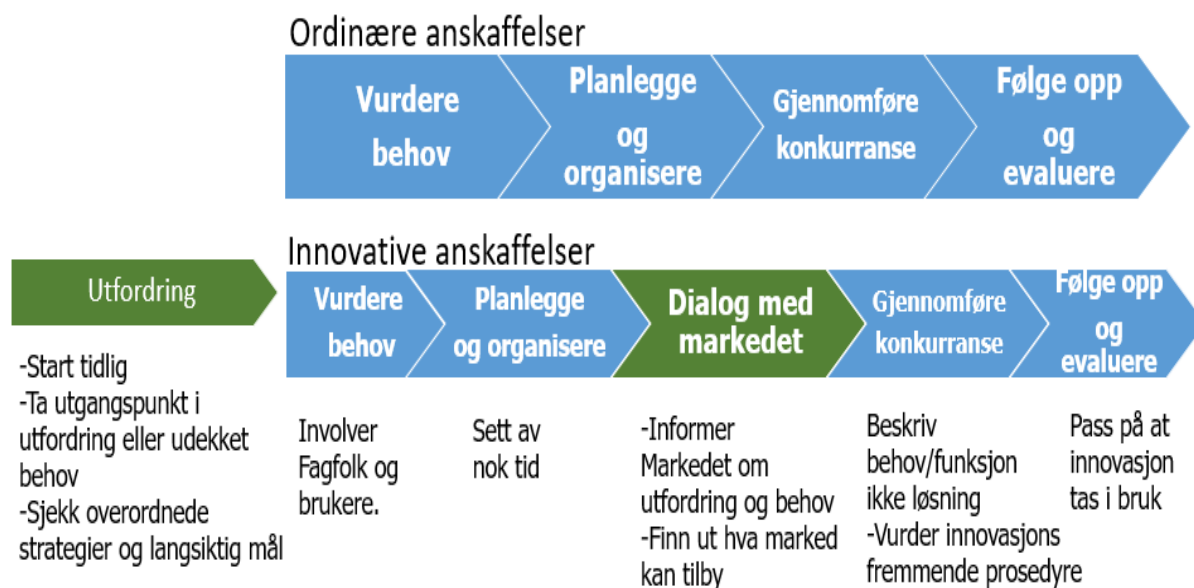 Ordinære anskaffelser
Vurdere
behov
Planlegge
og
organisere
Gjennomføre
konkurranse
Følge opp
og
evaluere
Innovative anskaffelser
Utfordring
Vurdere
behov
Planlegge
og organisere
Dialog med
markedet
Gjennomføre
konkurranse
Følge opp
og
evaluere
-Start tidlig
-Ta utgangspunkt i
utfordring eller udekket
behov
-Sjekk overordnede
strategier og langsiktig mål
Involver
Fagfolk og
brukere.
Sett av
nok tid
-Informer
Markedet om
utfordring og behov
-Finn ut hva marked
kan tilby
Beskriv
behov/funksjon
ikke løsning
-Vurder innovasjons
fremmende prosedyre
Pass på at
innovasjon
tas i bruk